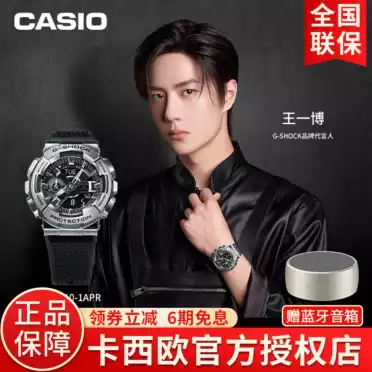 CASIO
全国
联保
王一博
G-SHOCK品牌代言人
G-SHOCK
TUE
PROTECTION
0-1APR
正品
保障
领券立减 6期免息
赠蓝牙音箱
卡西欧官方授权店